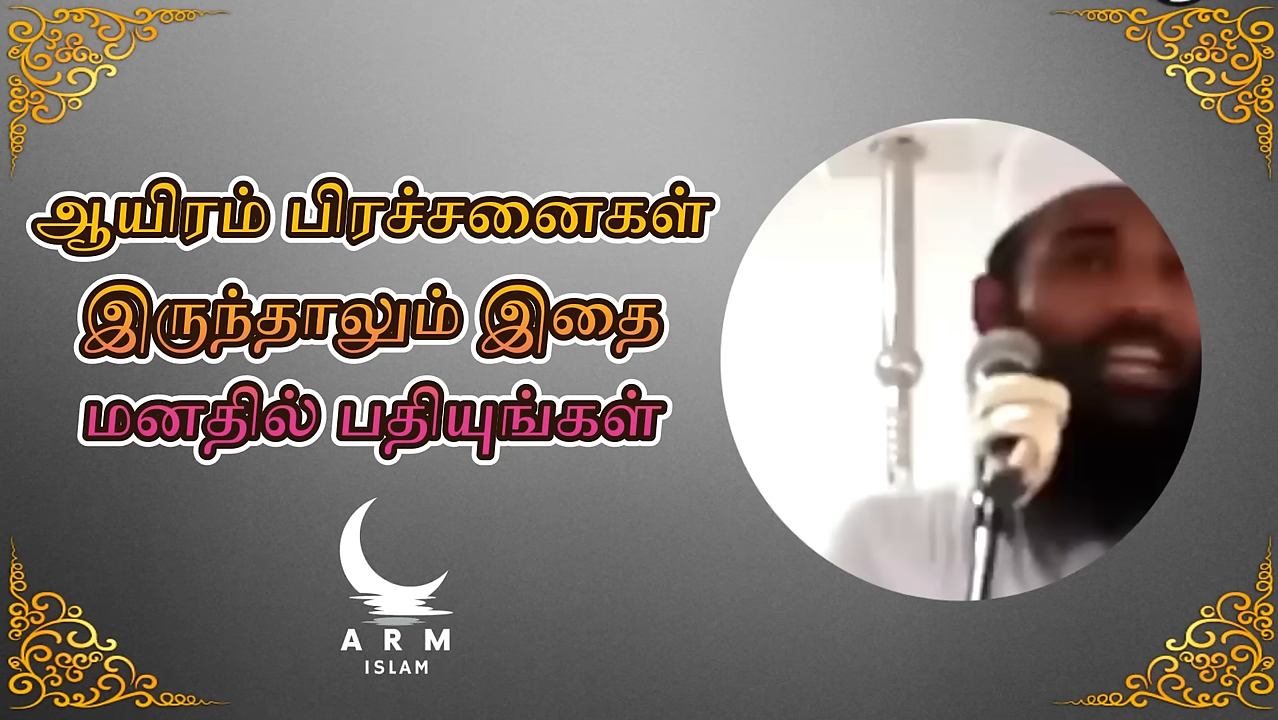 ஆயிரம் பிரச்சனைகள்
இருந்தாலும் இதை
மனதில் பதியுங்கள்
ARM
ISLAM